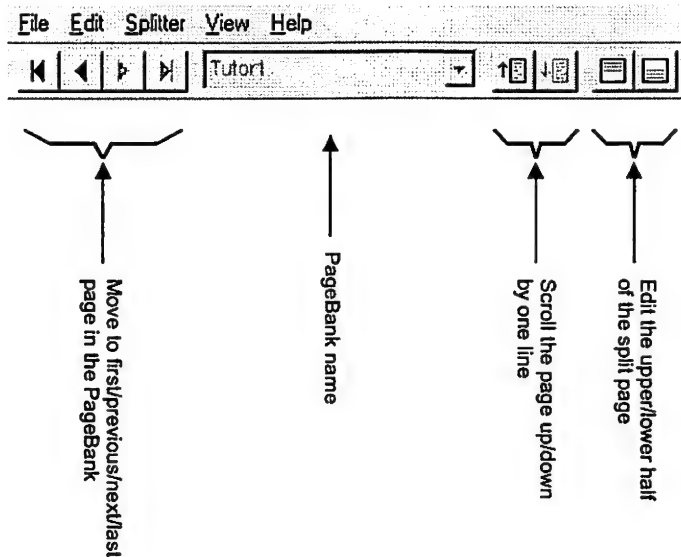 File Edit Splitter View Help
Tutor1
Move to first/previous/next/last
page in the PageBank
PageBank name
Scroll the page up/down
by one line
Edit the upper/lower half
of the split page